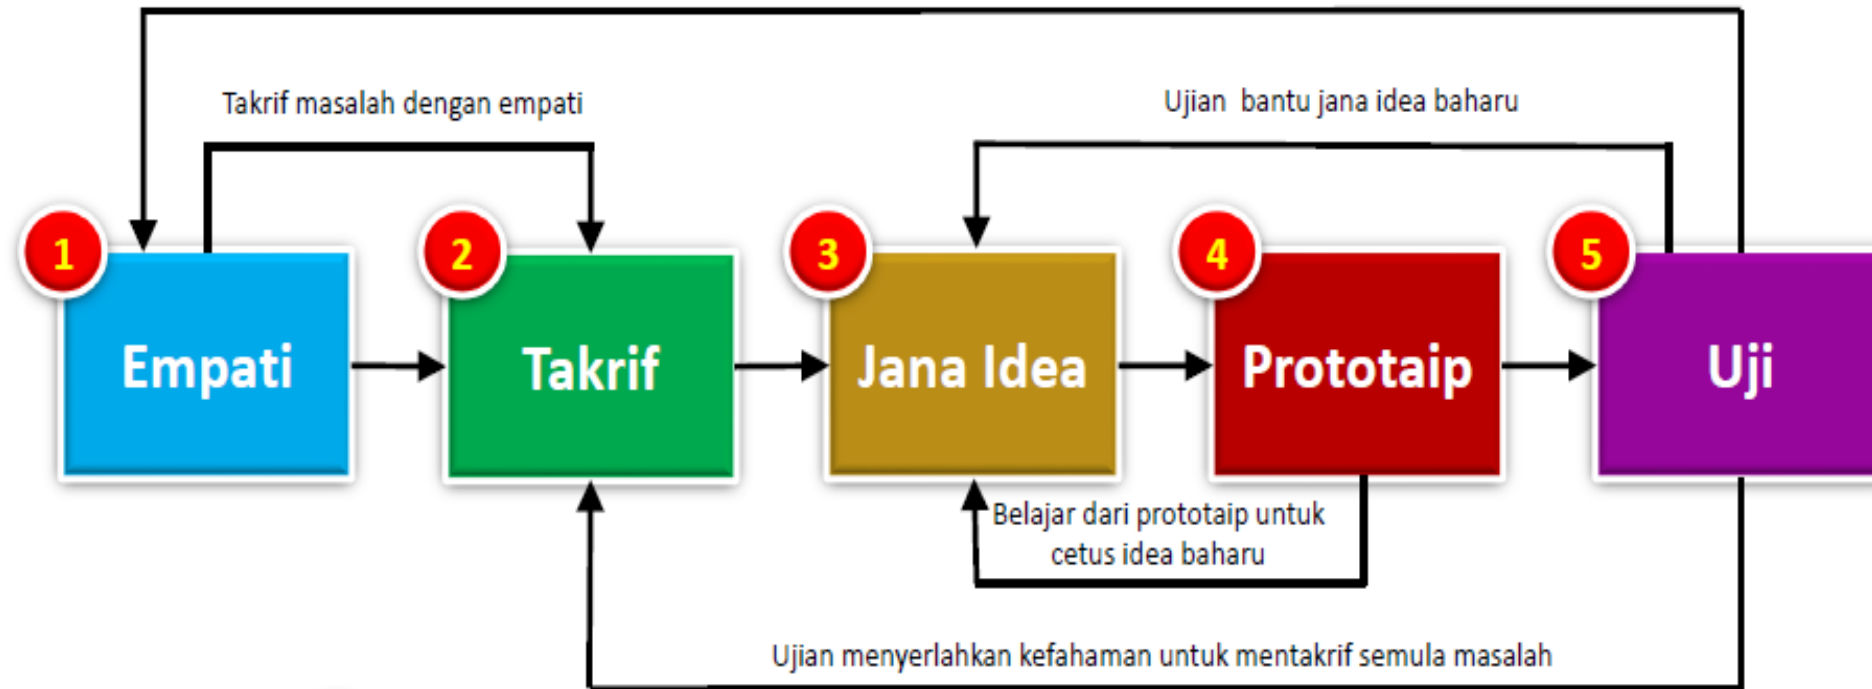 Takrif masalah dengan empati
Ujian bantu jana idea baharu
1
2
3
4
5
Empati
Takrif
Jana Idea
Prototaip
Uji
Belajar dari prototaip untuk
cetus idea baharu
Ujian menyerlahkan kefahaman untuk mentakrif semula masalah